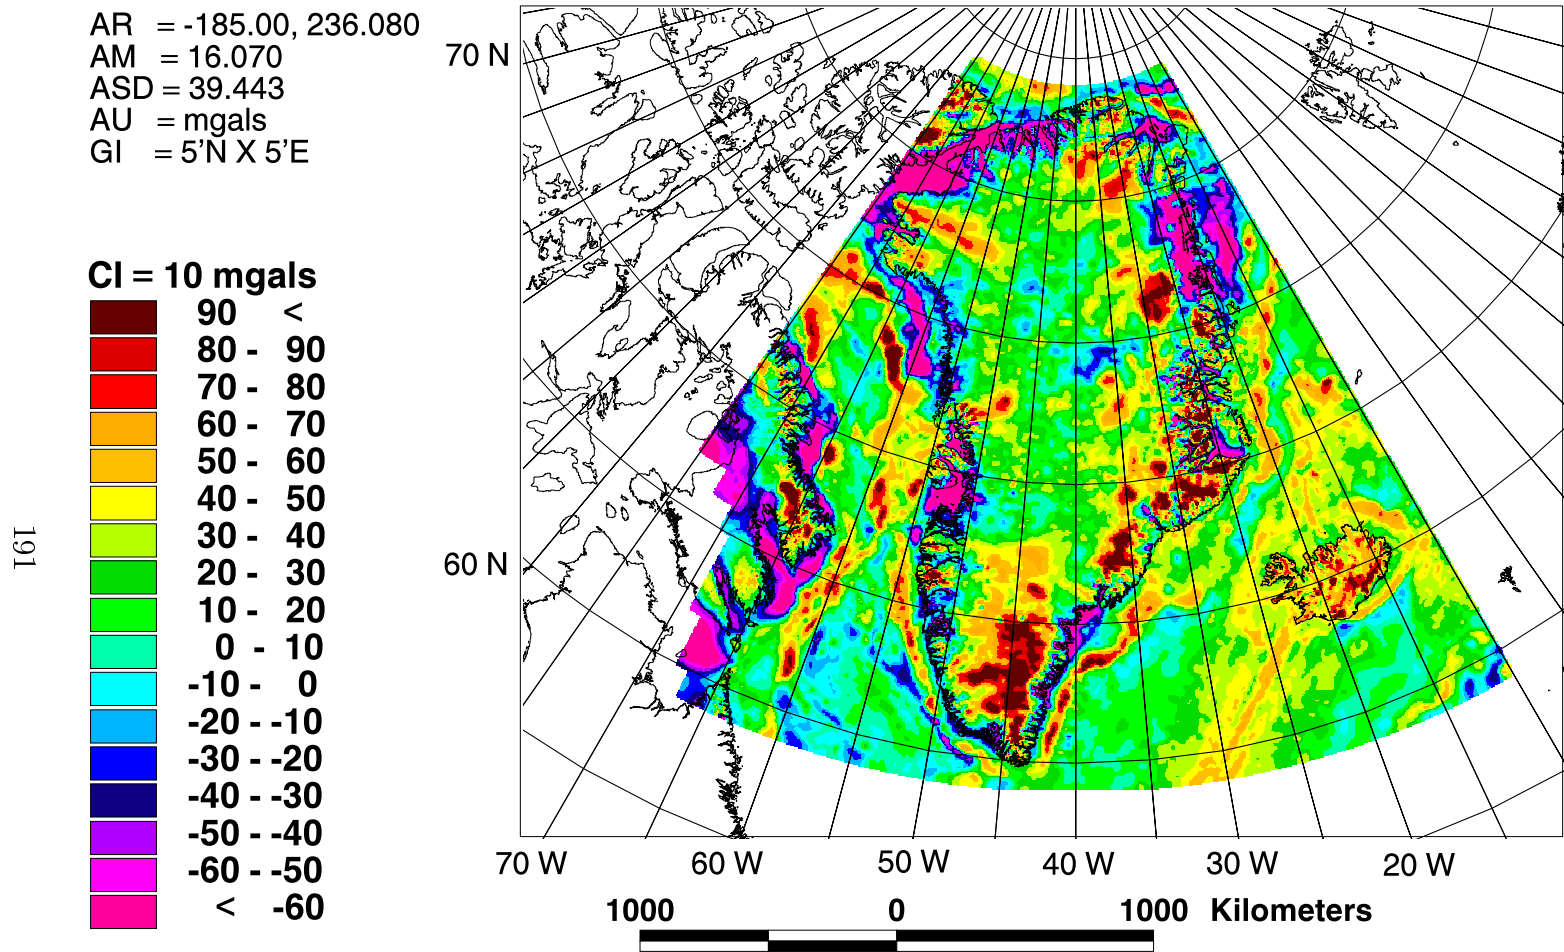 AR = -185.00, 236.080
AM = 16.070
ASD = 39.443
AU = mgals
GI = 5'N X 5'E
CI = 10 mgals
90 <
80 - 90
70 - 80
60 - 70
50 - 60
40 - 50
30 - 40
20 - 30
10 - 20
0 - 10
-10 - 0
-20 - -10
-30 - -20
-40 - -30
-50 - -40
-60 - -50
< -60
191
70 N
60 N
70 W 60 W 50 W 40 W 30 W 20 W
1000 0 1000 Kilometers